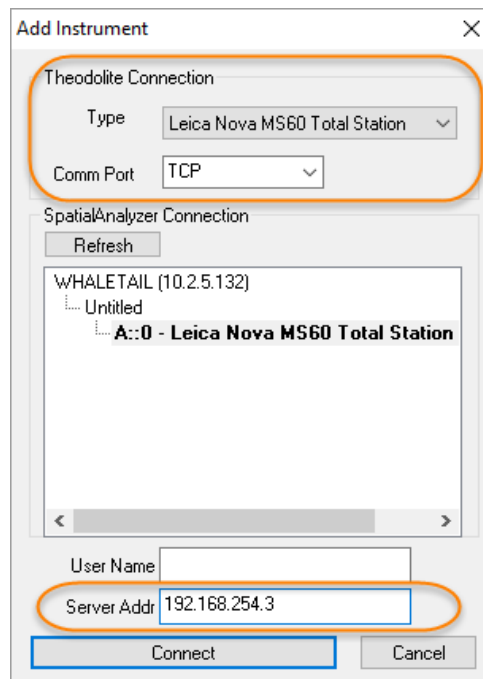 Add Instrument
Theodolite Connection
Type Leica Nova MS60 Total Station
Comm Port TCP
SpatialAnalyzer Connection
Refresh
WHALETAIL (10.2.5.132)
Untitled
A::0 - Leica Nova MS60 Total Station
User Name
Server Addr 192.168.254.3
Connect Cancel